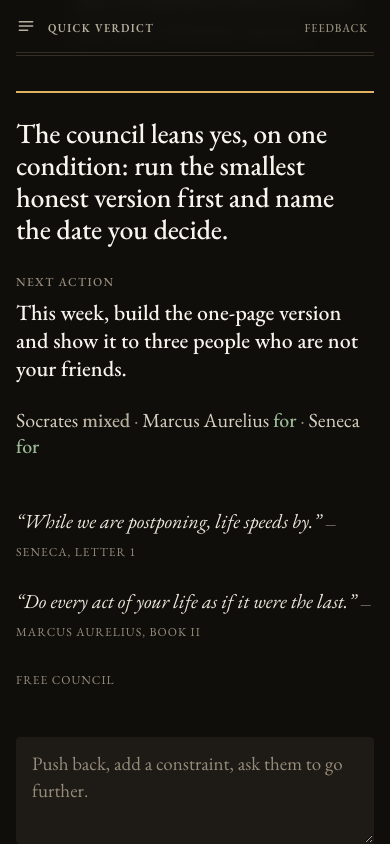 QUICK VERDICT
FEEDBACK
The council leans yes, on one
condition: run the smallest
honest version first and name
the date you decide.
NEXT ACTION
This week, build the one-page version
and show it to three people who are not
your friends.
Socrates mixed · Marcus Aurelius for · Seneca
for
“While we are postponing, life speeds by.” —
SENECA, LETTER 1
“Do every act of your life as if it were the last.” —
MARCUS AURELIUS, BOOK II
FREE COUNCIL
Push back, add a constraint, ask them to go
further.